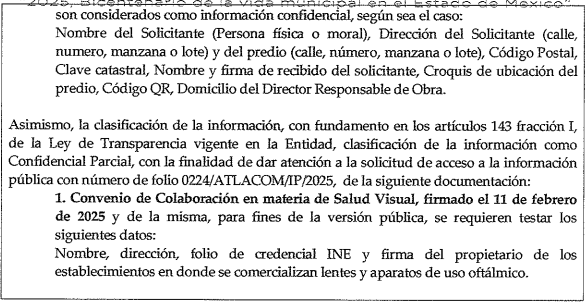 2025, Bicentenario de la vida municipal en el Estado de México".
son considerados como información confidencial, según sea el caso:
Nombre del Solicitante (Persona física o moral), Dirección del Solicitante (calle,
numero, manzana o lote) y del predio (calle, número, manzana o lote), Código Postal,
Clave catastral, Nombre y firma de recibido del solicitante, Croquis de ubicación del
predio, Código QR, Domicilio del Director Responsable de Obra.
Asimismo, la clasificación de la información, con fundamento en los artículos 143 fracción I,
de la Ley de Transparencia vigente en la Entidad, clasificación de la información como
Confidencial Parcial, con la finalidad de dar atención a la solicitud de acceso a la información
pública con número de folio 0224/ATLACOM/IP/2025, de la siguiente documentación:
1. Convenio de Colaboración en materia de Salud Visual, firmado el 11 de febrero
de 2025 y de la misma, para fines de la versión pública, se requieren testar los
siguientes datos:
Nombre, dirección, folio de credencial INE y firma del propietario de los
establecimientos en donde se comercializan lentes y aparatos de uso oftálmico.